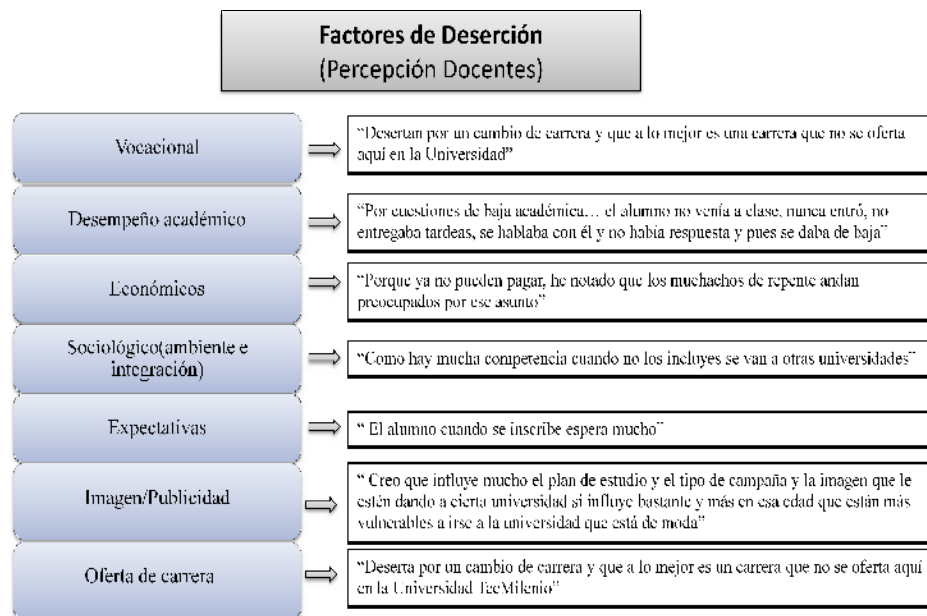 Factores de Deserción
(Percepción Docentes)
Vocacional
“Desertan por un cambio de carrera y que a lo mejor es una carrera que no se oferta
aquí en la Universidad”
Desempeño académico
“Por cuestiones de baja académica… el alumno no venía a clase, nunca entró, no
entregaba tardeas, se hablaba con él y no había respuesta y pues se daba de baja”
Económicos
“Porque ya no pueden pagar, he notado que los muchachos de repente andan
preocupados por ese asunto”
Sociológico(ambiente e
integración)
“Como hay mucha competencia cuando no los incluyes se van a otras universidades”
Expectativas
“ El alumno cuando se inscribe espera mucho”
Imagen/Publicidad
“ Creo que influye mucho el plan de estudio y el tipo de campaña y la imagen que le
estén dando a cierta universidad si influye bastante y más en esa edad que están más
vulnerables a irse a la universidad que está de moda”
Oferta de carrera
“Deserta por un cambio de carrera y que a lo mejor es un carrera que no se oferta aquí
en la Universidad TecMilenio”